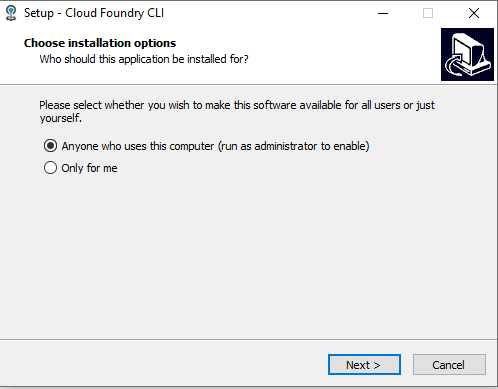 Setup - Cloud Foundry CLI
Choose installation options
Who should this application be installed for?
Please select whether you wish to make this software available for all users or just
yourself.
Anyone who uses this computer (run as administrator to enable)
Only for me
Next >
Cancel